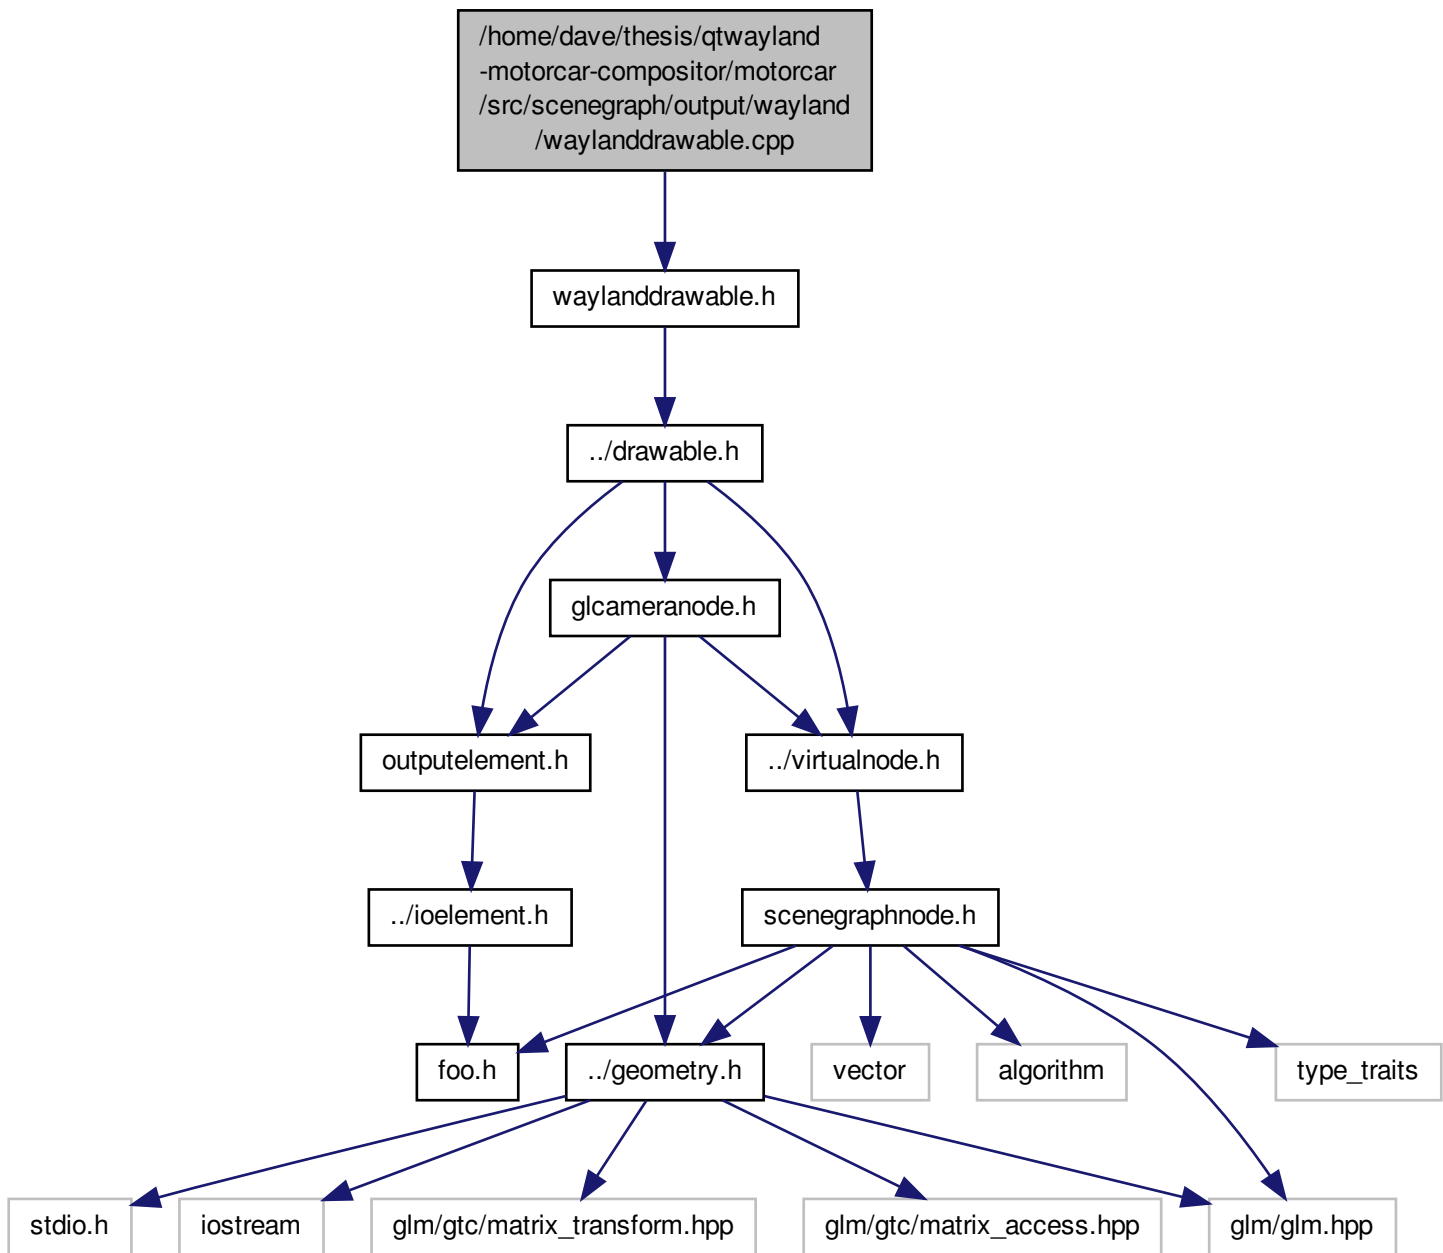 /home/dave/thesis/qtwayland
-motorcar-compositor/motorcar
/src/scenegraph/output/wayland
/waylanddrawable.cpp
waylanddrawable.h
../drawable.h
glcameranode.h
outputelement.h
../virtualnode.h
../ioelement.h
scenegraphnode.h
foo.h
../geometry.h
vector
algorithm
type_traits
stdio.h
iostream
glm/gtc/matrix_transform.hpp
glm/gtc/matrix_access.hpp
glm/glm.hpp